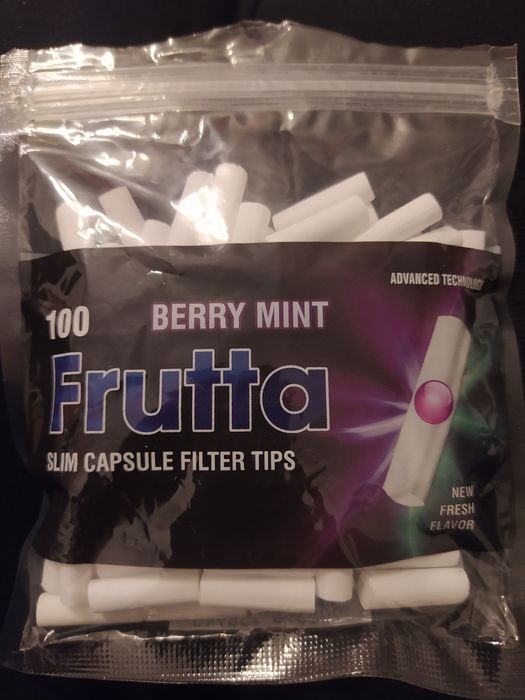 ADVANCED TECHNOLOGY
100
BERRY MINT
Frutta
SLIM CAPSULE FILTER TIPS
NEW
FRESH
FLAVOR